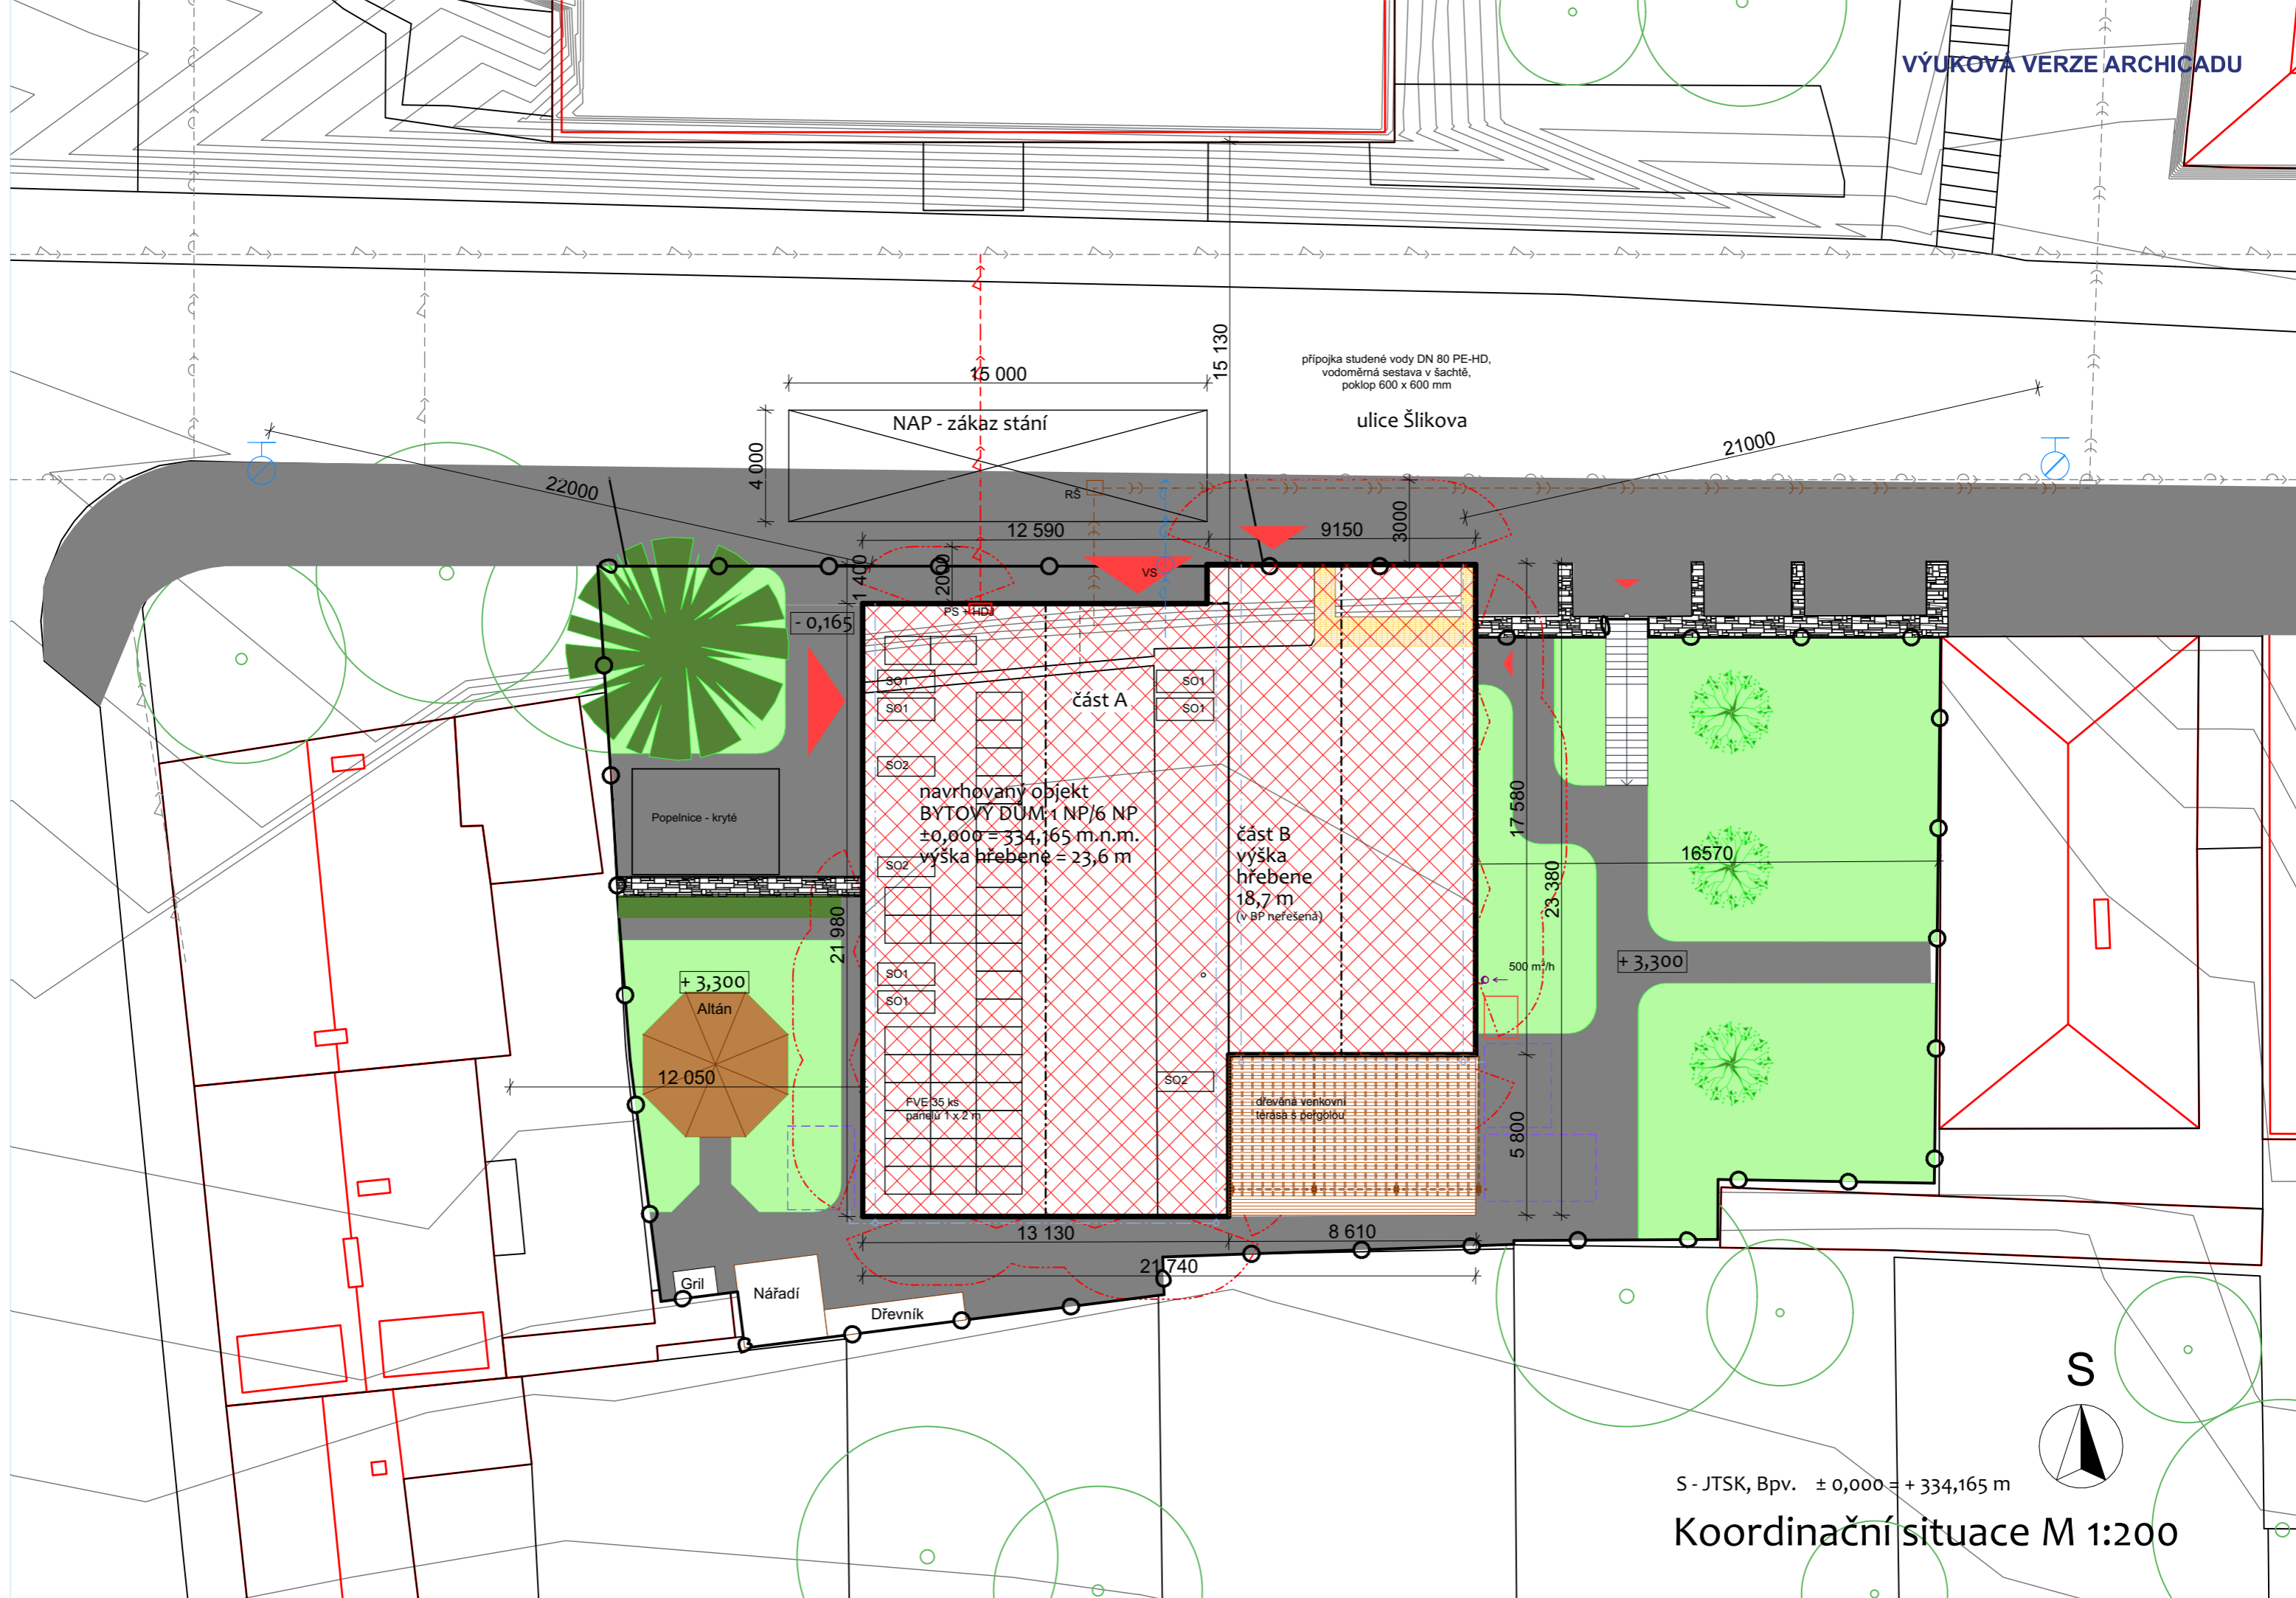 VÝUKOVÁ VERZE ARCHICADU
přípojka studené vody DN 80 PE-HD,
vodoměrná sestava v šachtě,
poklop 600 x 600 mm
15 130
15 000
NAP - zákaz stání
ulice Šlikova
4 000
22000
21000
RŠ
12 590
9150
3000
1 400
2000
VS
PS + HDS
- 0,165
část A
SO1
SO1
SO1
SO1
SO2
Popelnice - kryté
navrhovaný objekt
BYTOVÝ DŮM 1 NP/6 NP
±0,000 = 334,165 m.n.m.
výška hřebene = 23,6 m
SO2
část B
výška
hřebene
18,7 m
(v BP neřešená)
17 580
23 380
16570
21 980
SO1
SO1
500 m³/h
+ 3,300
+ 3,300
Altán
12 050
SO2
FVE 35 ks
panelů 1 x 2 m
dřevěná venkovní
terasa s pergolou
5 800
13 130
8 610
21 740
Gril
Nářadí
Dřevník
S
S - JTSK, Bpv. ± 0,000 = + 334,165 m
Koordinační situace M 1:200